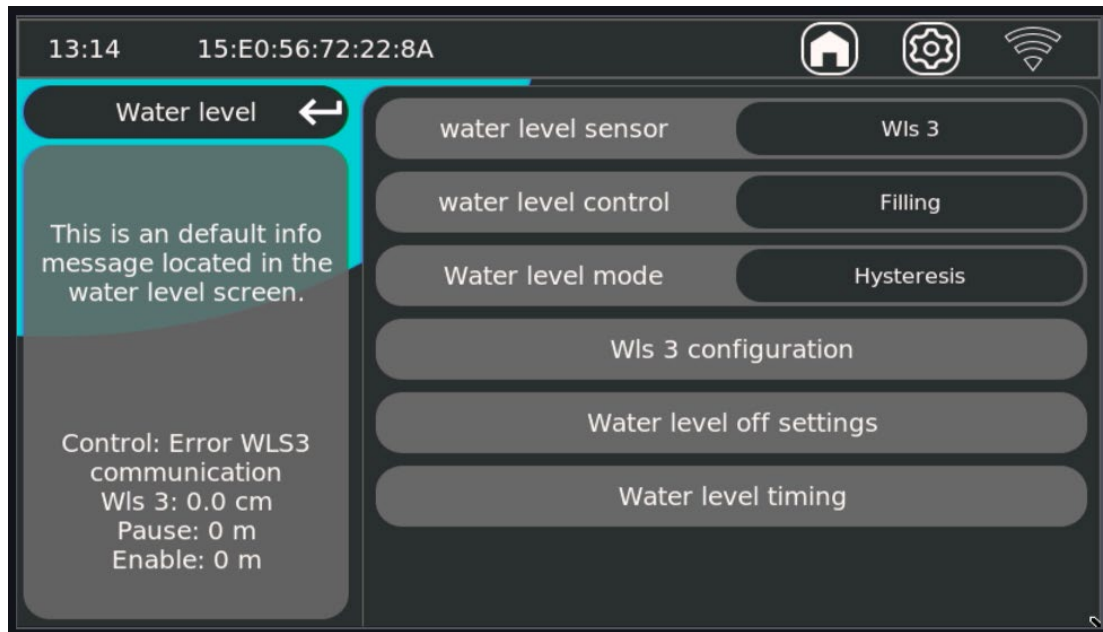 13:14 15:E0:56:72:22:8A
Water level
This is an default info
message located in the
water level screen.
Control: Error WLS3
communication
Wls 3: 0.0 cm
Pause: 0 m
Enable: 0 m
water level sensor Wls 3
water level control Filling
Water level mode Hysteresis
Wls 3 configuration
Water level off settings
Water level timing